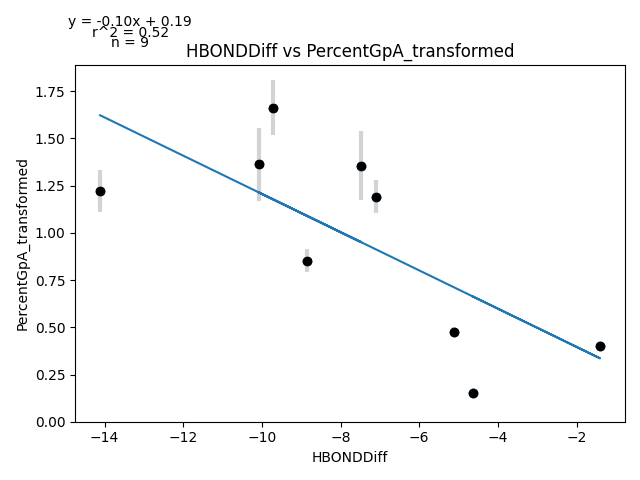 y = -0.10x + 0.19
r^2 = 0.52
n = 9
HBONDDiff vs PercentGpA_transformed
PercentGpA_transformed
1.75
1.50
1.25
1.00
0.75
0.50
0.25
0.00
−14
−12
−10
−8
−6
−4
−2
HBONDDiff